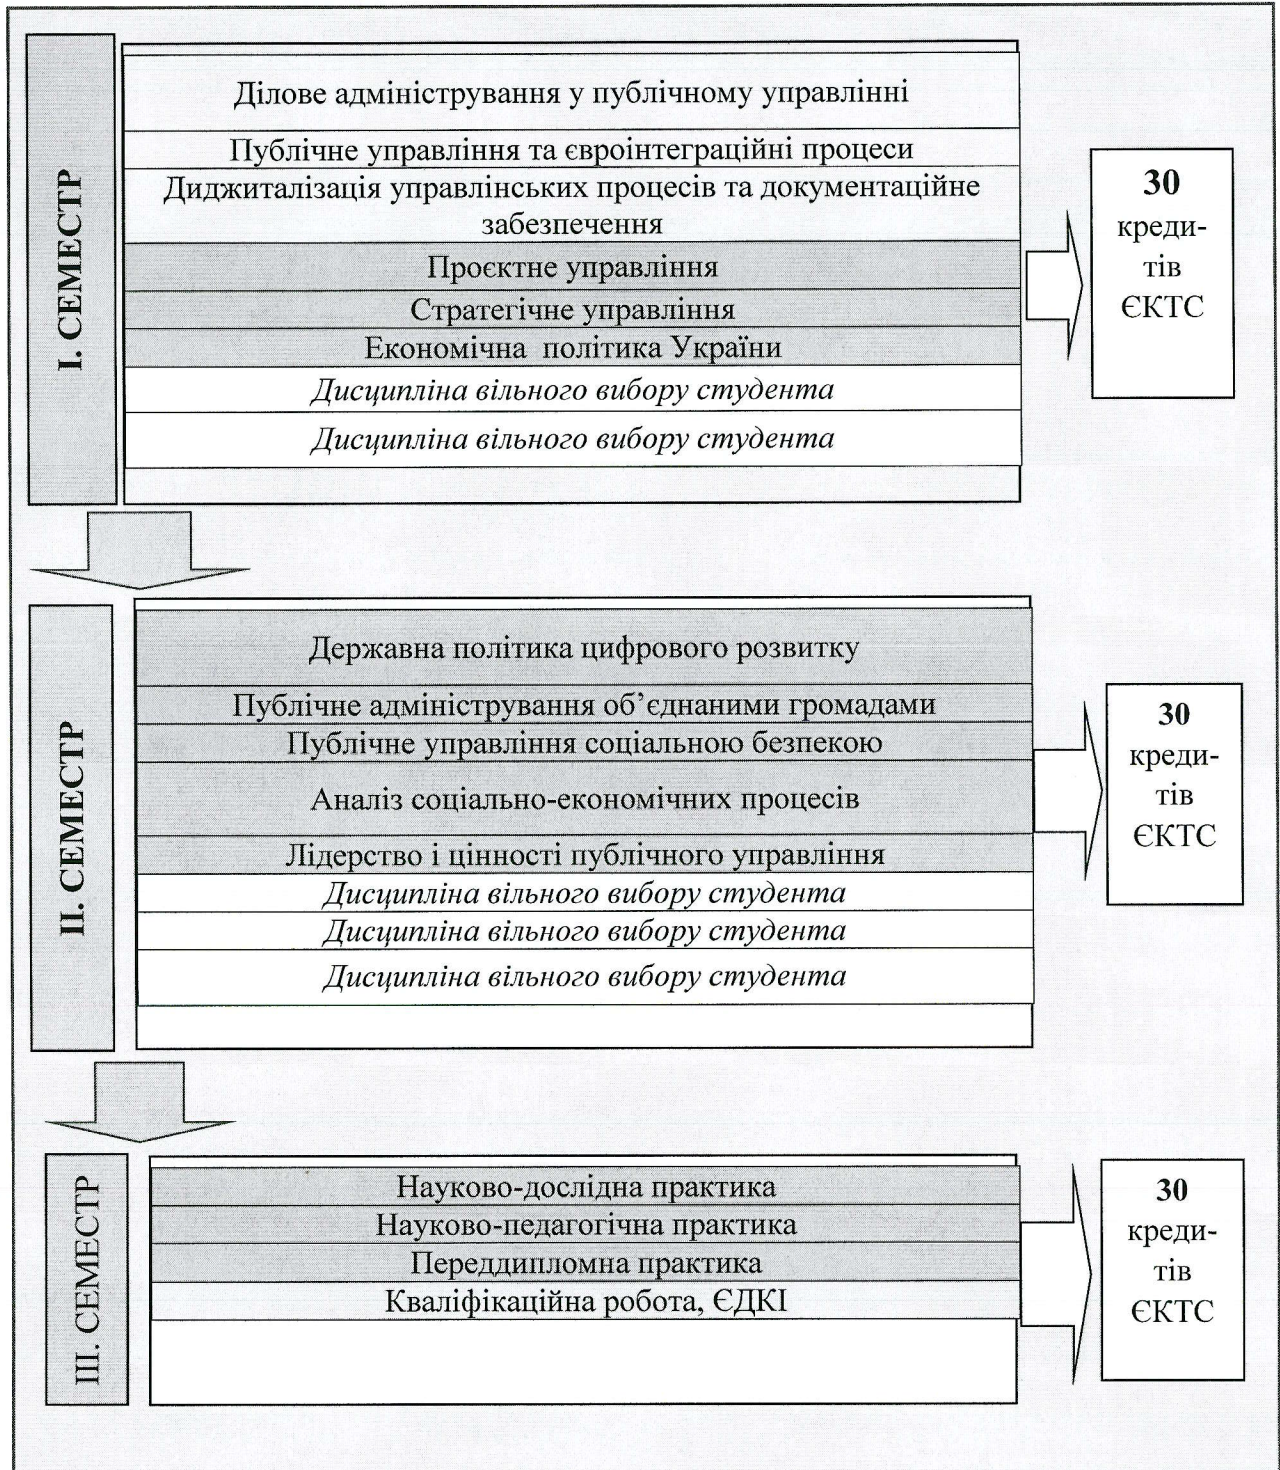 І. СЕМЕСТР
Ділове адміністрування у публічному управлінні
Публічне управління та євроінтеграційні процеси
Диджиталізація управлінських процесів та документаційне
забезпечення
Проєктне управління
Стратегічне управління
Економічна політика України
Дисципліна вільного вибору студента
Дисципліна вільного вибору студента
30
креди-
тів
ЄКТС
ІІ. СЕМЕСТР
Державна політика цифрового розвитку
Публічне адміністрування об’єднаними громадами
Публічне управління соціальною безпекою
Аналіз соціально-економічних процесів
Лідерство і цінності публічного управління
Дисципліна вільного вибору студента
Дисципліна вільного вибору студента
Дисципліна вільного вибору студента
30
креди-
тів
ЄКТС
ІІІ. СЕМЕСТР
Науково-дослідна практика
Науково-педагогічна практика
Переддипломна практика
Кваліфікаційна робота, ЄДКІ
30
креди-
тів
ЄКТС